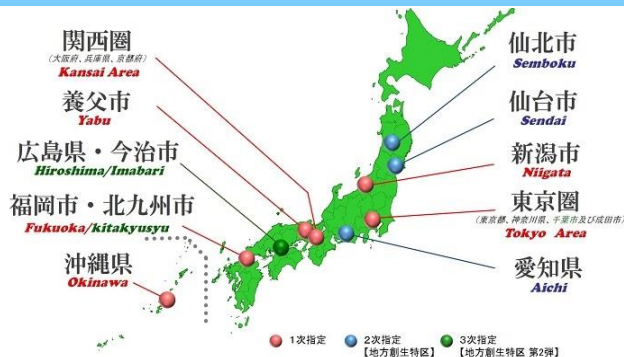 関西圏
（大阪府、兵庫県、京都府）
Kansai Area
養父市
Yabu
広島県・今治市
Hiroshima/Imabari
福岡市・北九州市
Fukuoka/kitakyusyu
沖縄県
Okinawa
仙北市
Semboku
仙台市
Sendai
新潟市
Niigata
東京圏
（東京都、神奈川県、千葉市及び成田市）
Tokyo Area
愛知県
Aichi
1次指定
2次指定
【地方創生特区】
3次指定
【地方創生特区 第2弾】